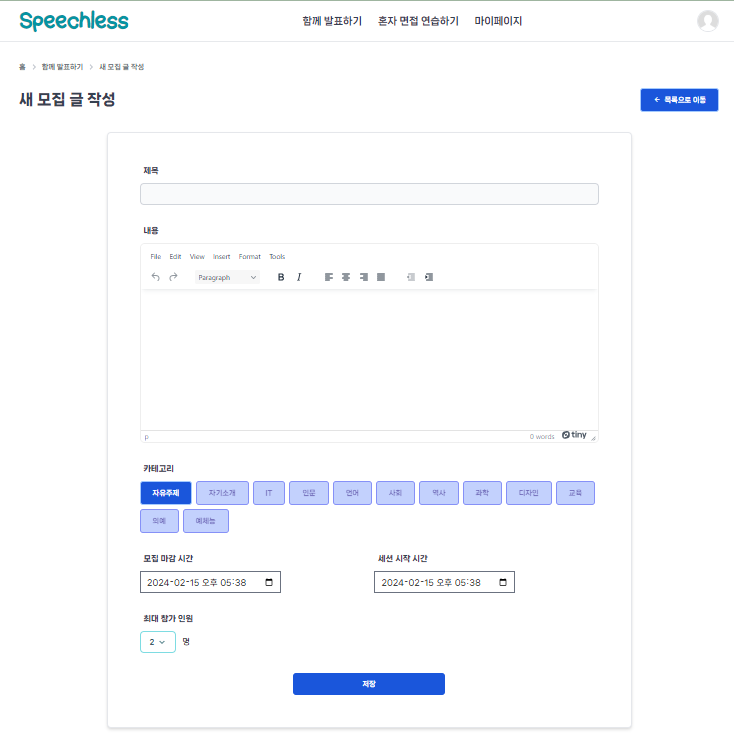 Speechless 함께 발표하기 혼자 면접 연습하기 마이페이지
홈 > 함께 발표하기 > 새 모집 글 작성
새 모집 글 작성 ← 목록으로 이동
제목
내용
File Edit View Insert Format Tools
Paragraph B I
p 0 words tiny
카테고리
자유주제 자기소개 IT 인문 언어 사회 역사 과학 디자인 교육
의예 예체능
모집 마감 시간 세션 시작 시간
2024-02-15 오후 05:38 2024-02-15 오후 05:38
최대 참가 인원
2 명
저장